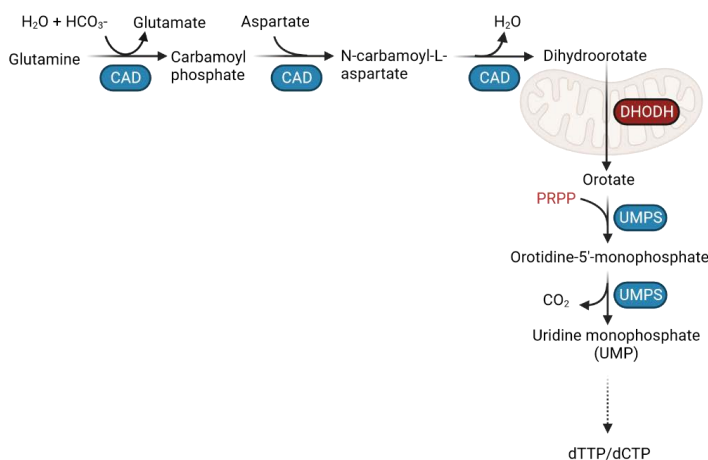 H₂O + HCO₃- Glutamate Aspartate H₂O
Glutamine Carbamoyl phosphate N-carbamoyl-L-aspartate Dihydroorotate
CAD CAD CAD
DHODH
Orotate
PRPP
UMPS
Orotidine-5'-monophosphate
CO₂ UMPS
Uridine monophosphate
(UMP)
dTTP/dCTP